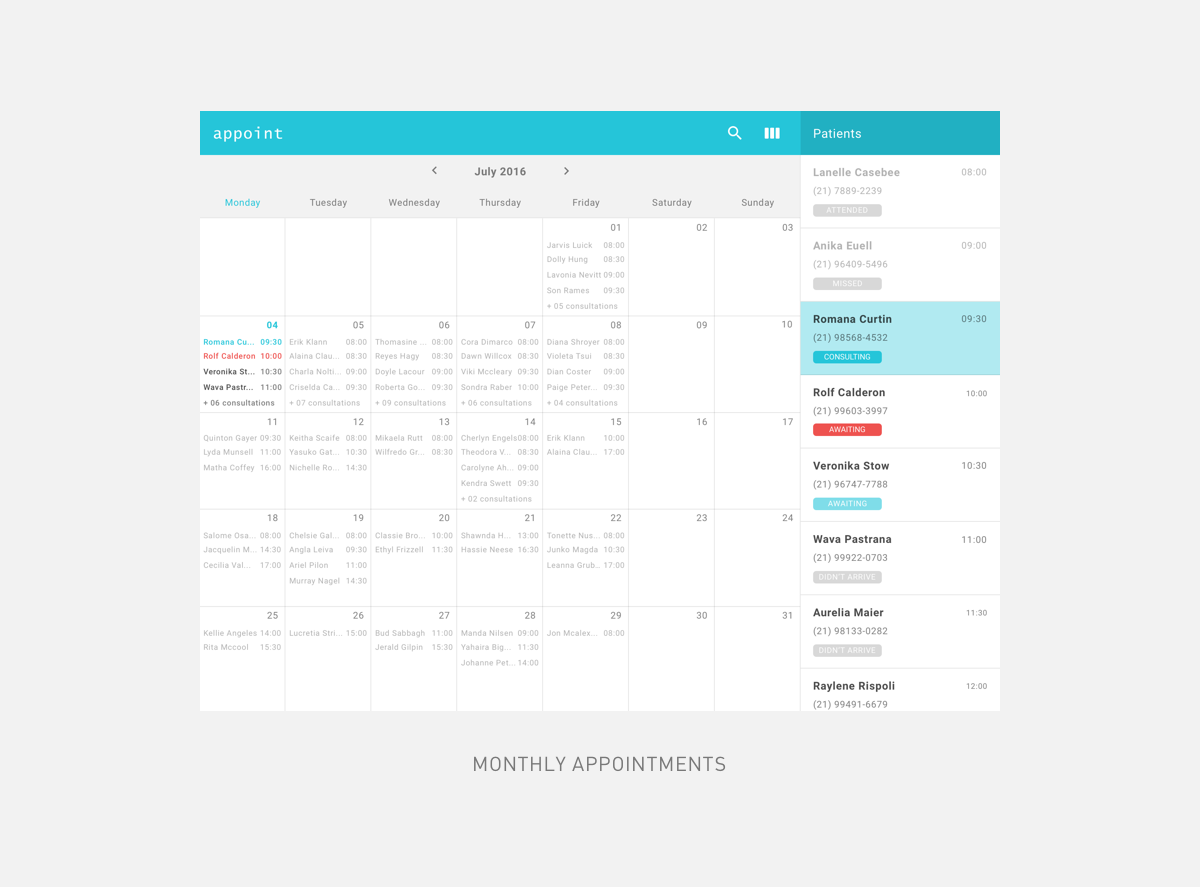 appoint
Patients
July 2016
Monday Tuesday Wednesday Thursday Friday Saturday Sunday
01 02 03
Jarvis Luick 08:00
Dolly Hung 08:30
Lavonia Nevitt 09:00
Son Rames 09:30
+ 05 consultations
04 05 06 07 08 09 10
Romana Cu... 09:30 Erik Klann 08:00 Thomasine ... 08:00 Cora Dimarco 08:00 Diana Shroyer 08:00
Rolf Calderon 10:00 Alaina Clau... 08:30 Reyes Hagy 08:30 Dawn Willcox 08:30 Violeta Tsui 08:30
Veronika St... 10:30 Charla Nolti... 09:00 Doyle Lacour 09:00 Viki Mccleary 09:30 Dian Coster 09:00
Wava Pastr... 11:00 Criselda Ca... 09:30 Roberta Go... 09:30 Sondra Raber 10:00 Paige Peter... 09:30
+ 06 consultations + 07 consultations + 09 consultations + 06 consultations + 04 consultations
11 12 13 14 15 16 17
Quinton Gayer 09:30 Keitha Scaife 08:00 Mikaela Rutt 08:00 Cherlyn Engels 08:00 Erik Klann 10:00
Lyda Munsell 11:00 Yasuko Gat... 10:30 Wilfredo Gr... 08:30 Theodora V... 08:30 Alaina Clau... 17:00
Matha Coffey 16:00 Nichelle Ro... 14:30 Carolyne Ah... 09:00
Kendra Swett 09:30
+ 02 consultations
18 19 20 21 22 23 24
Salome Osa... 08:00 Chelsie Gal... 08:00 Classie Bro... 10:00 Shawnda H... 13:00 Tonette Nus... 08:00
Jacquelin M... 14:30 Angla Leiva 09:30 Ethyl Frizzell 11:30 Hassie Neese 16:30 Junko Magda 10:30
Cecilia Val... 17:00 Ariel Pilon 11:00 Leanna Grub.. 17:00
Murray Nagel 14:30
25 26 27 28 29 30 31
Kellie Angeles 14:00 Lucretia Stri... 15:00 Bud Sabbagh 11:00 Manda Nilsen 09:00 Jon Mcalex... 08:00
Rita Mccool 15:30 Jerald Gilpin 15:30 Yahaira Big... 11:30
Johanne Pet... 14:00
Lanelle Casebee 08:00
(21) 7889-2239
ATTENDED
Anika Euell 09:00
(21) 96409-5496
MISSED
Romana Curtin 09:30
(21) 98568-4532
CONSULTING
Rolf Calderon 10:00
(21) 99603-3997
AWAITING
Veronika Stow 10:30
(21) 96747-7788
AWAITING
Wava Pastrana 11:00
(21) 99922-0703
DIDN'T ARRIVE
Aurelia Maier 11:30
(21) 98133-0282
DIDN'T ARRIVE
Raylene Rispoli 12:00
(21) 99491-6679
MONTHLY APPOINTMENTS